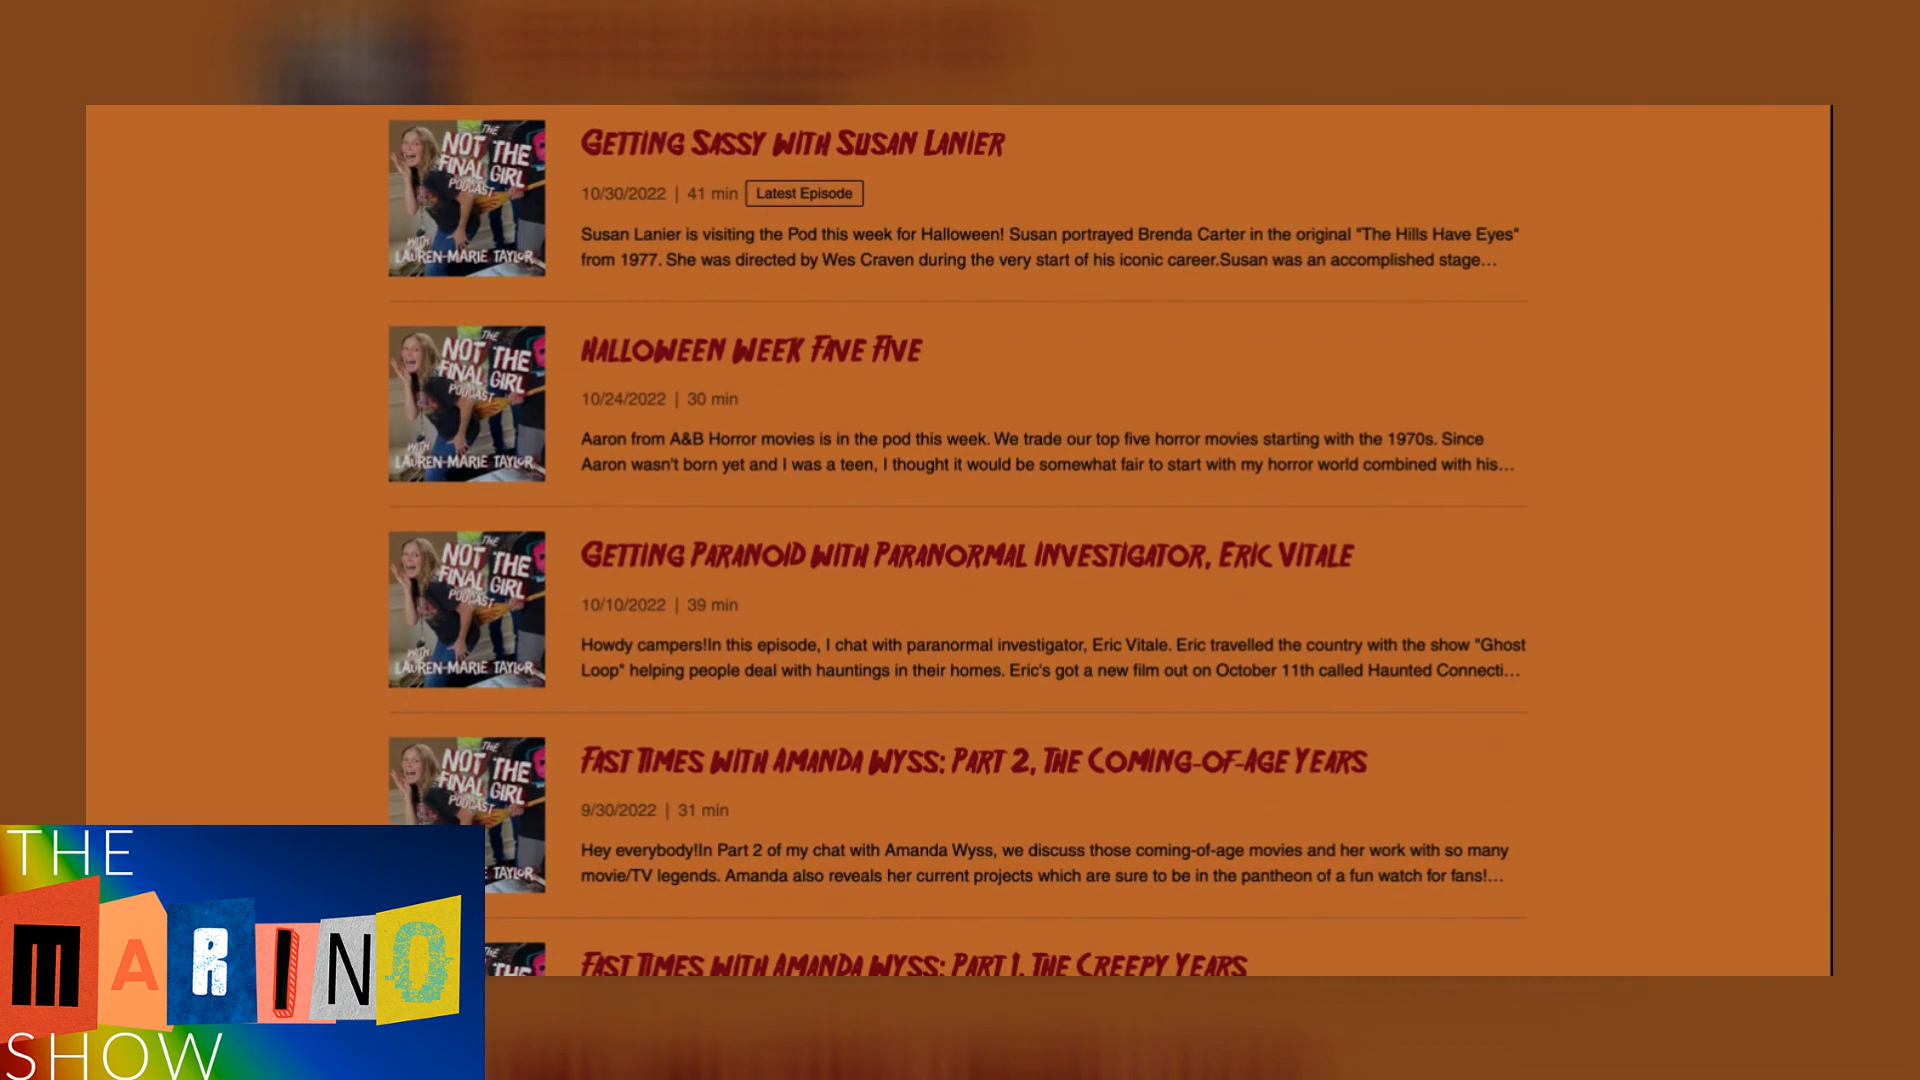 THE
NOT THE
FINAL GIRL
PODCAST
WITH
LAUREN-MARIE TAYLOR
Getting Sassy with Susan Lanier
10/30/2022 | 41 min Latest Episode
Susan Lanier is visiting the Pod this week for Halloween! Susan portrayed Brenda Carter in the original "The Hills Have Eyes"
from 1977. She was directed by Wes Craven during the very start of his iconic career.Susan was an accomplished stage…
THE
NOT THE
FINAL GIRL
PODCAST
WITH
LAUREN-MARIE TAYLOR
Halloween Week Fave Five
10/24/2022 | 30 min
Aaron from A&B Horror movies is in the pod this week. We trade our top five horror movies starting with the 1970s. Since
Aaron wasn't born yet and I was a teen, I thought it would be somewhat fair to start with my horror world combined with his…
THE
NOT THE
FINAL GIRL
PODCAST
WITH
LAUREN-MARIE TAYLOR
Getting Paranoid with Paranormal Investigator, Eric Vitale
10/10/2022 | 39 min
Howdy campers!In this episode, I chat with paranormal investigator, Eric Vitale. Eric travelled the country with the show "Ghost
Loop" helping people deal with hauntings in their homes. Eric's got a new film out on October 11th called Haunted Connecti…
THE
NOT THE
FINAL GIRL
PODCAST
TAYLOR
Fast Times with Amanda Wyss: Part 2, The Coming-of-Age Years
9/30/2022 | 31 min
Hey everybody!In Part 2 of my chat with Amanda Wyss, we discuss those coming-of-age movies and her work with so many
movie/TV legends. Amanda also reveals her current projects which are sure to be in the pantheon of a fun watch for fans!…
THE
THE
Fast Times with Amanda Wyss: Part 1, The Creepy Years
THE
MARINO
SHOW